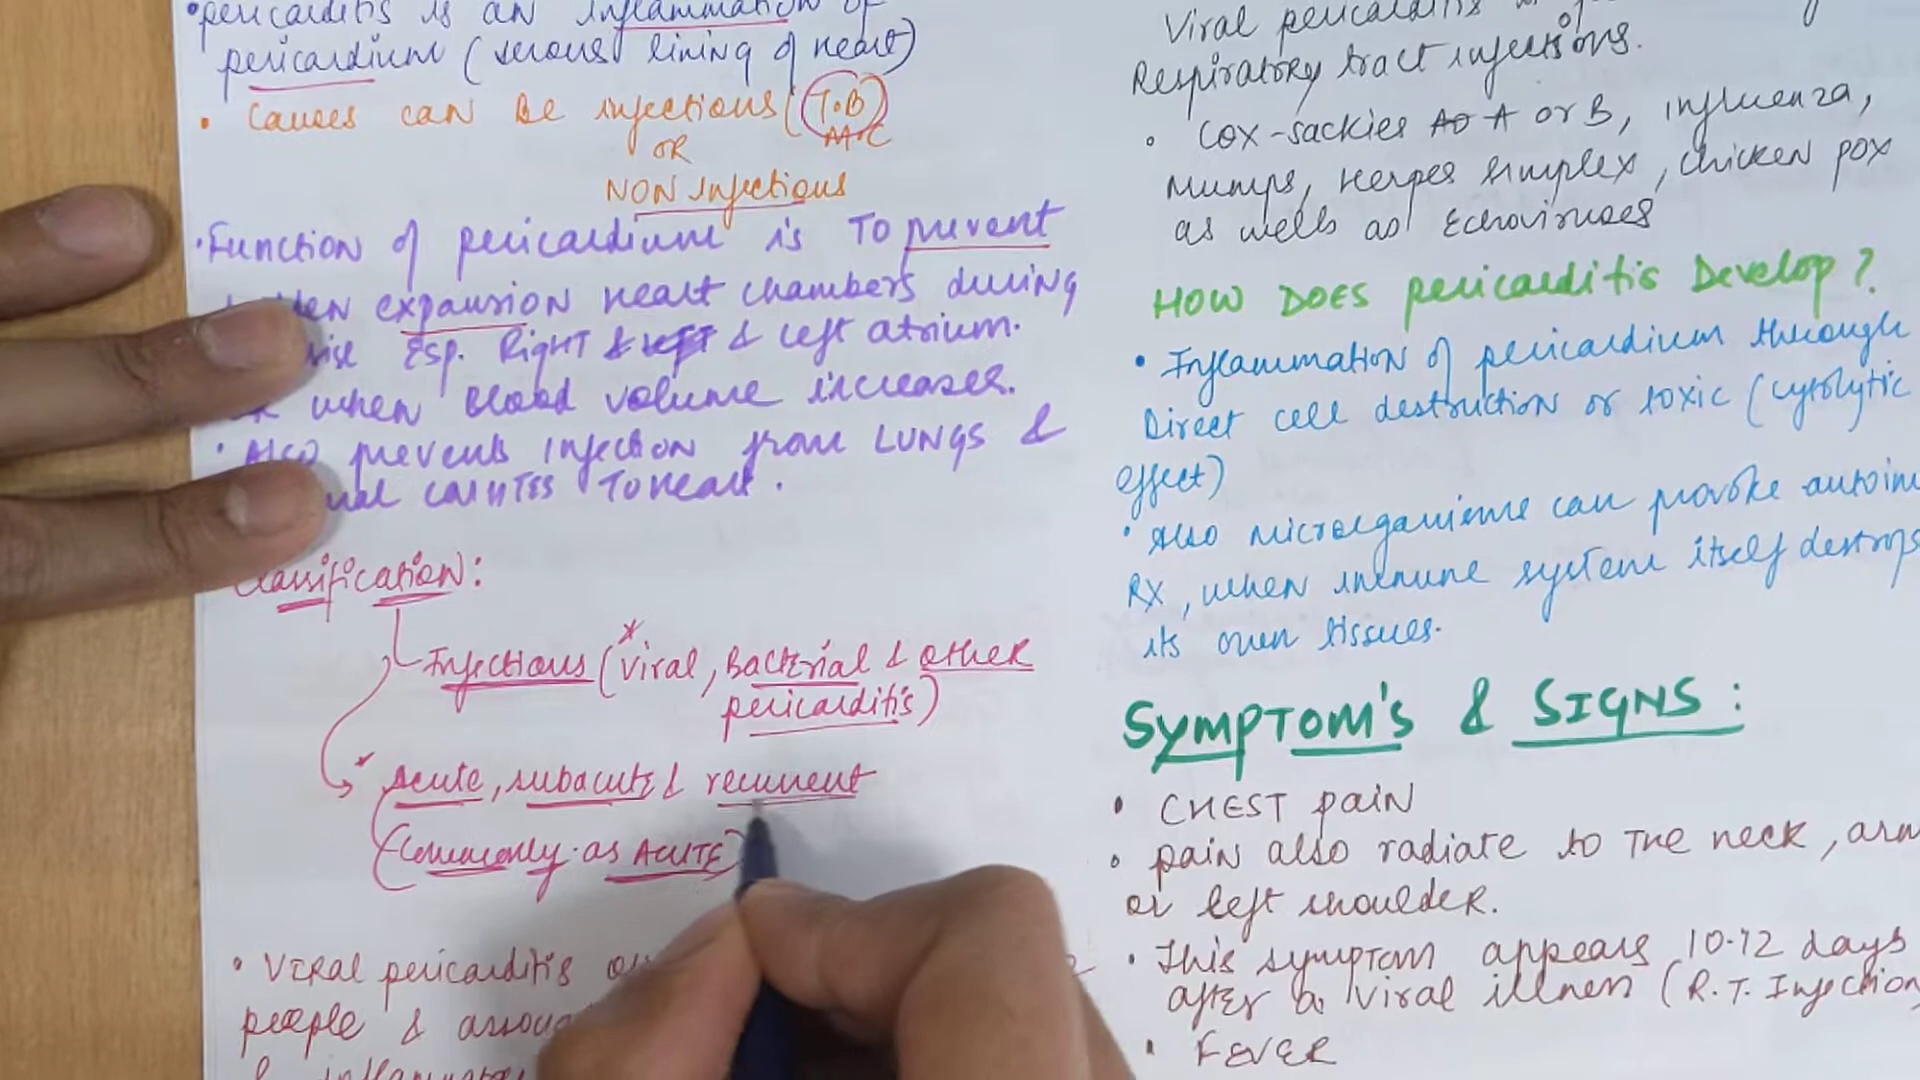 •pericarditis is an inflammation of
pericardium (serous lining of Heart)
• Causes can be infectious (T.B)
MC
OR
NON infectious
•Function of pericardium is To prevent
expansion heart chambers during
Esp. Right & left & left atrium.
when Blood volume increases.
• Also prevents Infection from LUNGS &
To Heart.
Classification:
Infectious (*viral, Bacterial & other
pericarditis)
* Acute, subacute & recurrent
(Commonly as ACUTE)
• VIRal pericarditis
people &
Viral pericarditis
Respiratory tract infections.
• Cox-sackies A or B, influenza,
Mumps, Herpes simplex, chicken pox
as wells as Echoviruses
HOW DOES pericarditis Develop?
• Inflammation of pericardium through
Direct cell destruction or toxic (cytolytic
effect)
• Also microrganisme can provoke autoim
RX, when immune system itself destroys
its own tissues.
SYMPTOM'S & SIGNS:
• CHEST pain
• pain also radiate to The neck, arm
or left shoulder.
• This symptom appears 10-12 days
after a viral illness (R.T. Infection
• FEVER